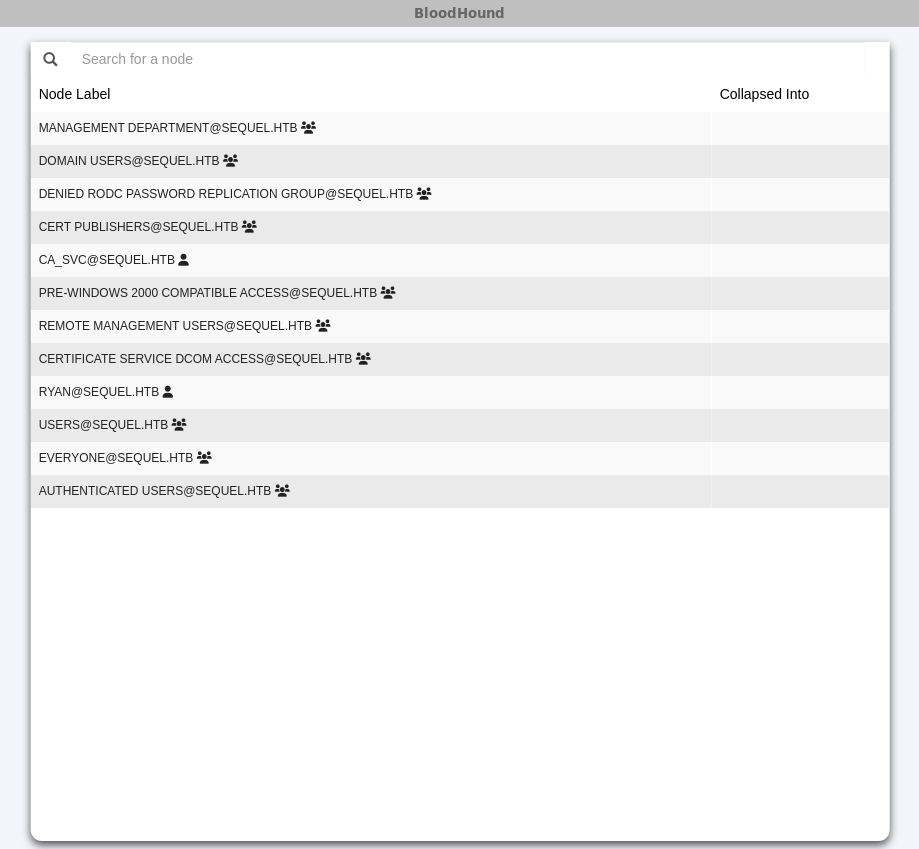 BloodHound
Search for a node
Node Label Collapsed Into
MANAGEMENT DEPARTMENT@SEQUEL.HTB
DOMAIN USERS@SEQUEL.HTB
DENIED RODC PASSWORD REPLICATION GROUP@SEQUEL.HTB
CERT PUBLISHERS@SEQUEL.HTB
CA_SVC@SEQUEL.HTB
PRE-WINDOWS 2000 COMPATIBLE ACCESS@SEQUEL.HTB
REMOTE MANAGEMENT USERS@SEQUEL.HTB
CERTIFICATE SERVICE DCOM ACCESS@SEQUEL.HTB
RYAN@SEQUEL.HTB
USERS@SEQUEL.HTB
EVERYONE@SEQUEL.HTB
AUTHENTICATED USERS@SEQUEL.HTB